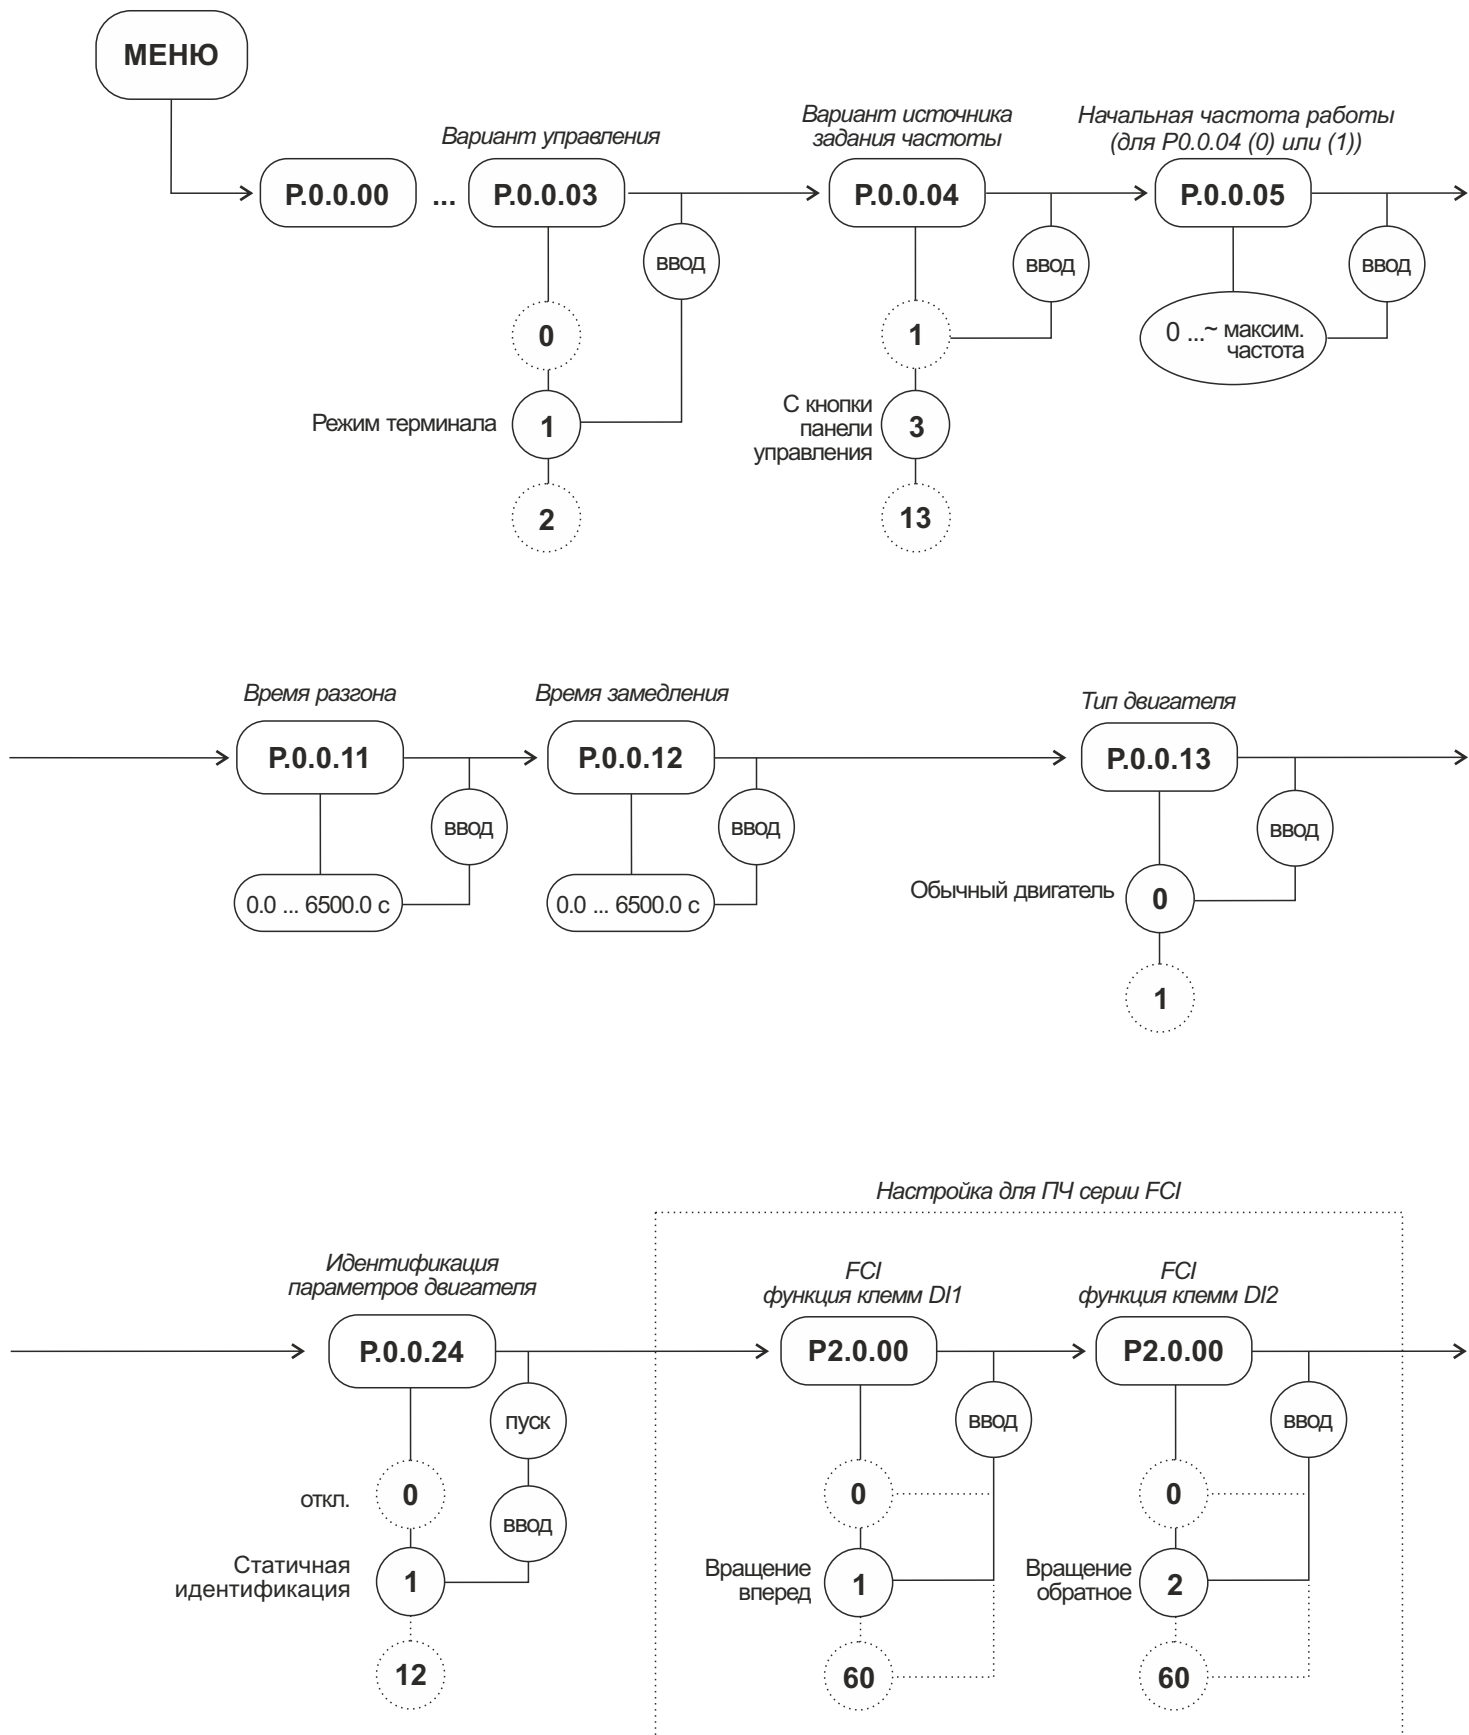 МЕНЮ
Вариант управления
Вариант источника
задания частоты
Начальная частота работы
(для P0.0.04 (0) или (1))
P.0.0.00
...
P.0.0.03
P.0.0.04
P.0.0.05
ввод
ввод
ввод
0
1
0 ...~ максим.
частота
Режим терминала
1
С кнопки
панели
управления
3
2
13
Время разгона
Время замедления
Тип двигателя
P.0.0.11
P.0.0.12
P.0.0.13
ввод
ввод
ввод
0.0 ... 6500.0 с
0.0 ... 6500.0 с
Обычный двигатель
0
1
Настройка для ПЧ серии FCI
Идентификация
параметров двигателя
FCI
функция клемм DI1
FCI
функция клемм DI2
P.0.0.24
P2.0.00
P2.0.00
пуск
ввод
ввод
откл.
0
ввод
0
0
Статичная
идентификация
1
Вращение
вперед
1
Вращение
обратное
2
12
60
60